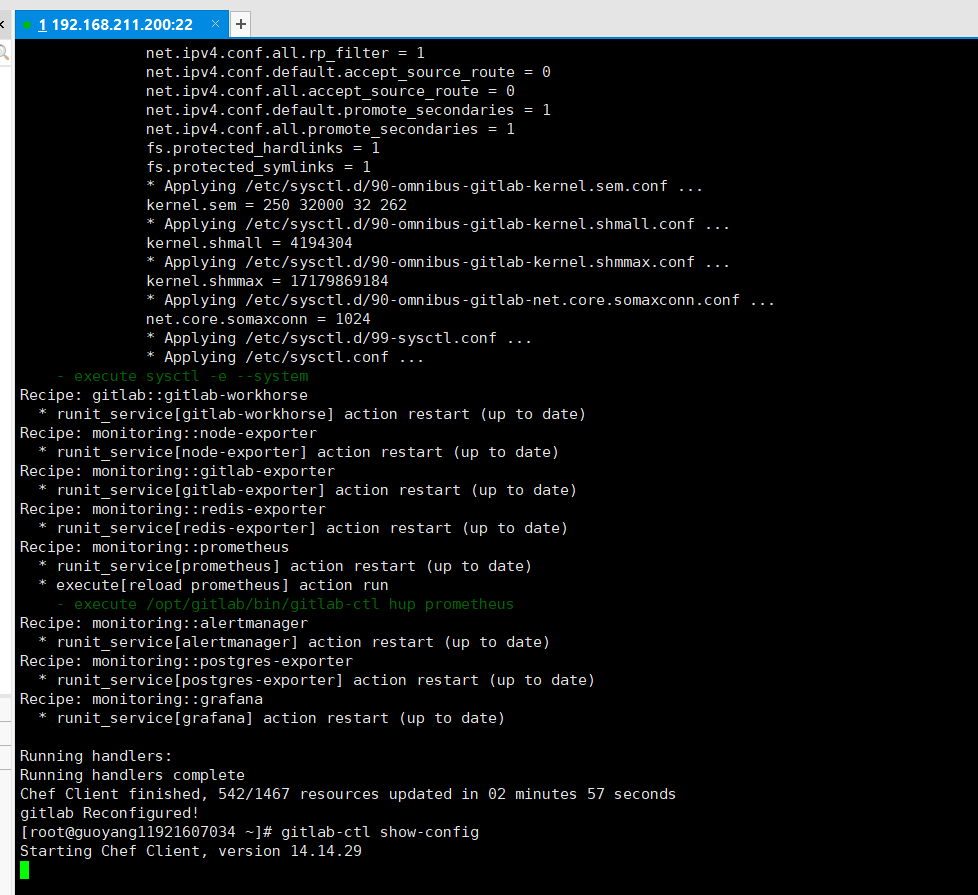 1 192.168.211.200:22 × +
net.ipv4.conf.all.rp_filter = 1
net.ipv4.conf.default.accept_source_route = 0
net.ipv4.conf.all.accept_source_route = 0
net.ipv4.conf.default.promote_secondaries = 1
net.ipv4.conf.all.promote_secondaries = 1
fs.protected_hardlinks = 1
fs.protected_symlinks = 1
* Applying /etc/sysctl.d/90-omnibus-gitlab-kernel.sem.conf ...
kernel.sem = 250 32000 32 262
* Applying /etc/sysctl.d/90-omnibus-gitlab-kernel.shmall.conf ...
kernel.shmall = 4194304
* Applying /etc/sysctl.d/90-omnibus-gitlab-kernel.shmmax.conf ...
kernel.shmmax = 17179869184
* Applying /etc/sysctl.d/90-omnibus-gitlab-net.core.somaxconn.conf ...
net.core.somaxconn = 1024
* Applying /etc/sysctl.d/99-sysctl.conf ...
* Applying /etc/sysctl.conf ...
- execute sysctl -e --system
Recipe: gitlab::gitlab-workhorse
* runit_service[gitlab-workhorse] action restart (up to date)
Recipe: monitoring::node-exporter
* runit_service[node-exporter] action restart (up to date)
Recipe: monitoring::gitlab-exporter
* runit_service[gitlab-exporter] action restart (up to date)
Recipe: monitoring::redis-exporter
* runit_service[redis-exporter] action restart (up to date)
Recipe: monitoring::prometheus
* runit_service[prometheus] action restart (up to date)
* execute[reload prometheus] action run
- execute /opt/gitlab/bin/gitlab-ctl hup prometheus
Recipe: monitoring::alertmanager
* runit_service[alertmanager] action restart (up to date)
Recipe: monitoring::postgres-exporter
* runit_service[postgres-exporter] action restart (up to date)
Recipe: monitoring::grafana
* runit_service[grafana] action restart (up to date)
Running handlers:
Running handlers complete
Chef Client finished, 542/1467 resources updated in 02 minutes 57 seconds
gitlab Reconfigured!
[root@guoyang11921607034 ~]# gitlab-ctl show-config
Starting Chef Client, version 14.14.29